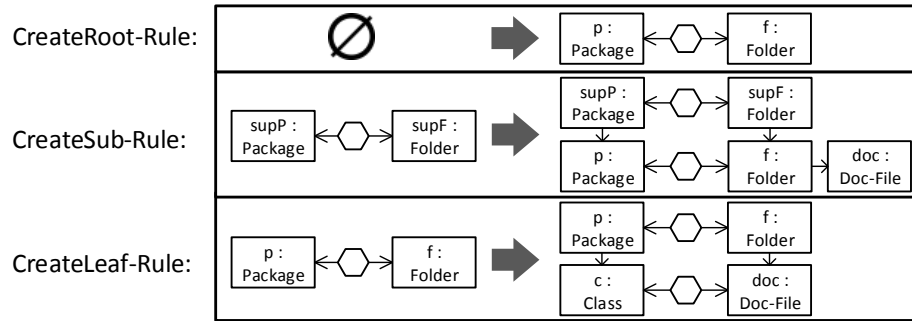 CreateRoot-Rule:
∅
p :
Package
f :
Folder
CreateSub-Rule:
supP :
Package
supF :
Folder
supP :
Package
supF :
Folder
p :
Package
f :
Folder
doc :
Doc-File
CreateLeaf-Rule:
p :
Package
f :
Folder
p :
Package
f :
Folder
c :
Class
doc :
Doc-File